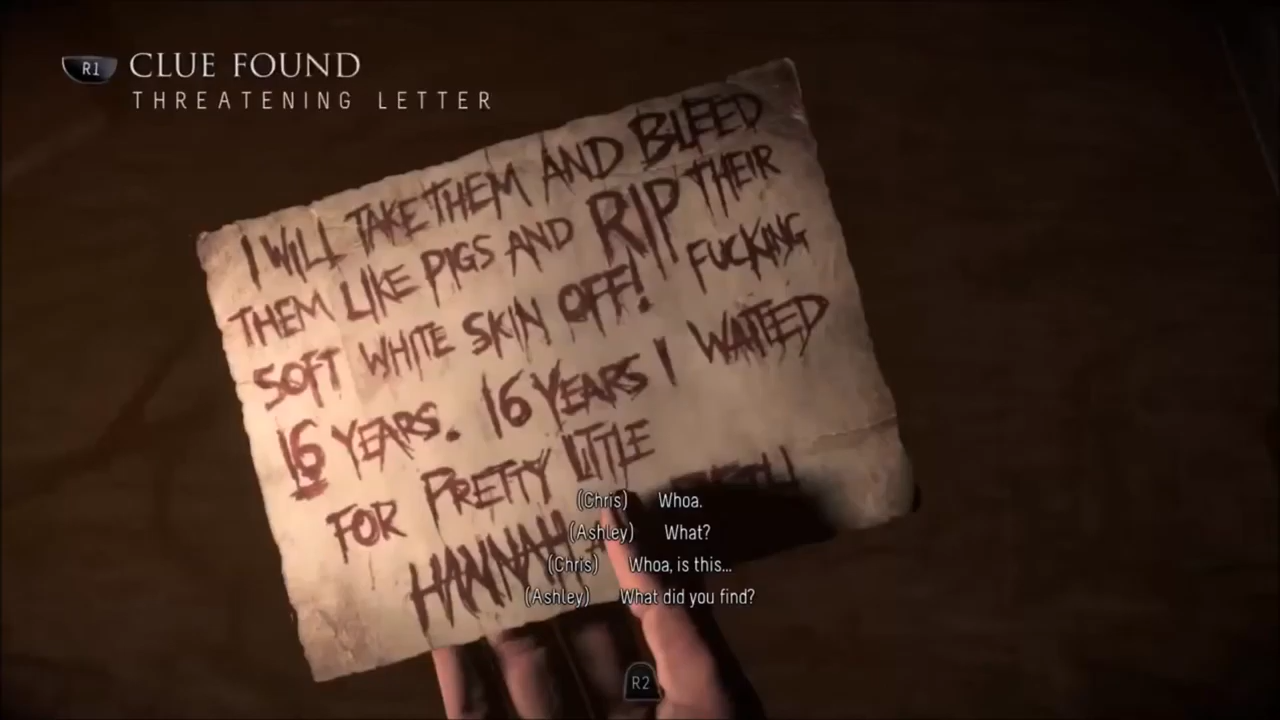 R1 CLUE FOUND
THREATENING LETTER
I WILL TAKE THEM AND BLEED
THEM LIKE PIGS AND RIP THEIR
SOFT WHITE SKIN OFF! FUCKING
16 YEARS. 16 YEARS I WAITED
FOR PRETTY LITTLE
HANNAH
(Chris) Whoa.
(Ashley) What?
(Chris) Whoa, is this...
(Ashley) What did you find?
R2